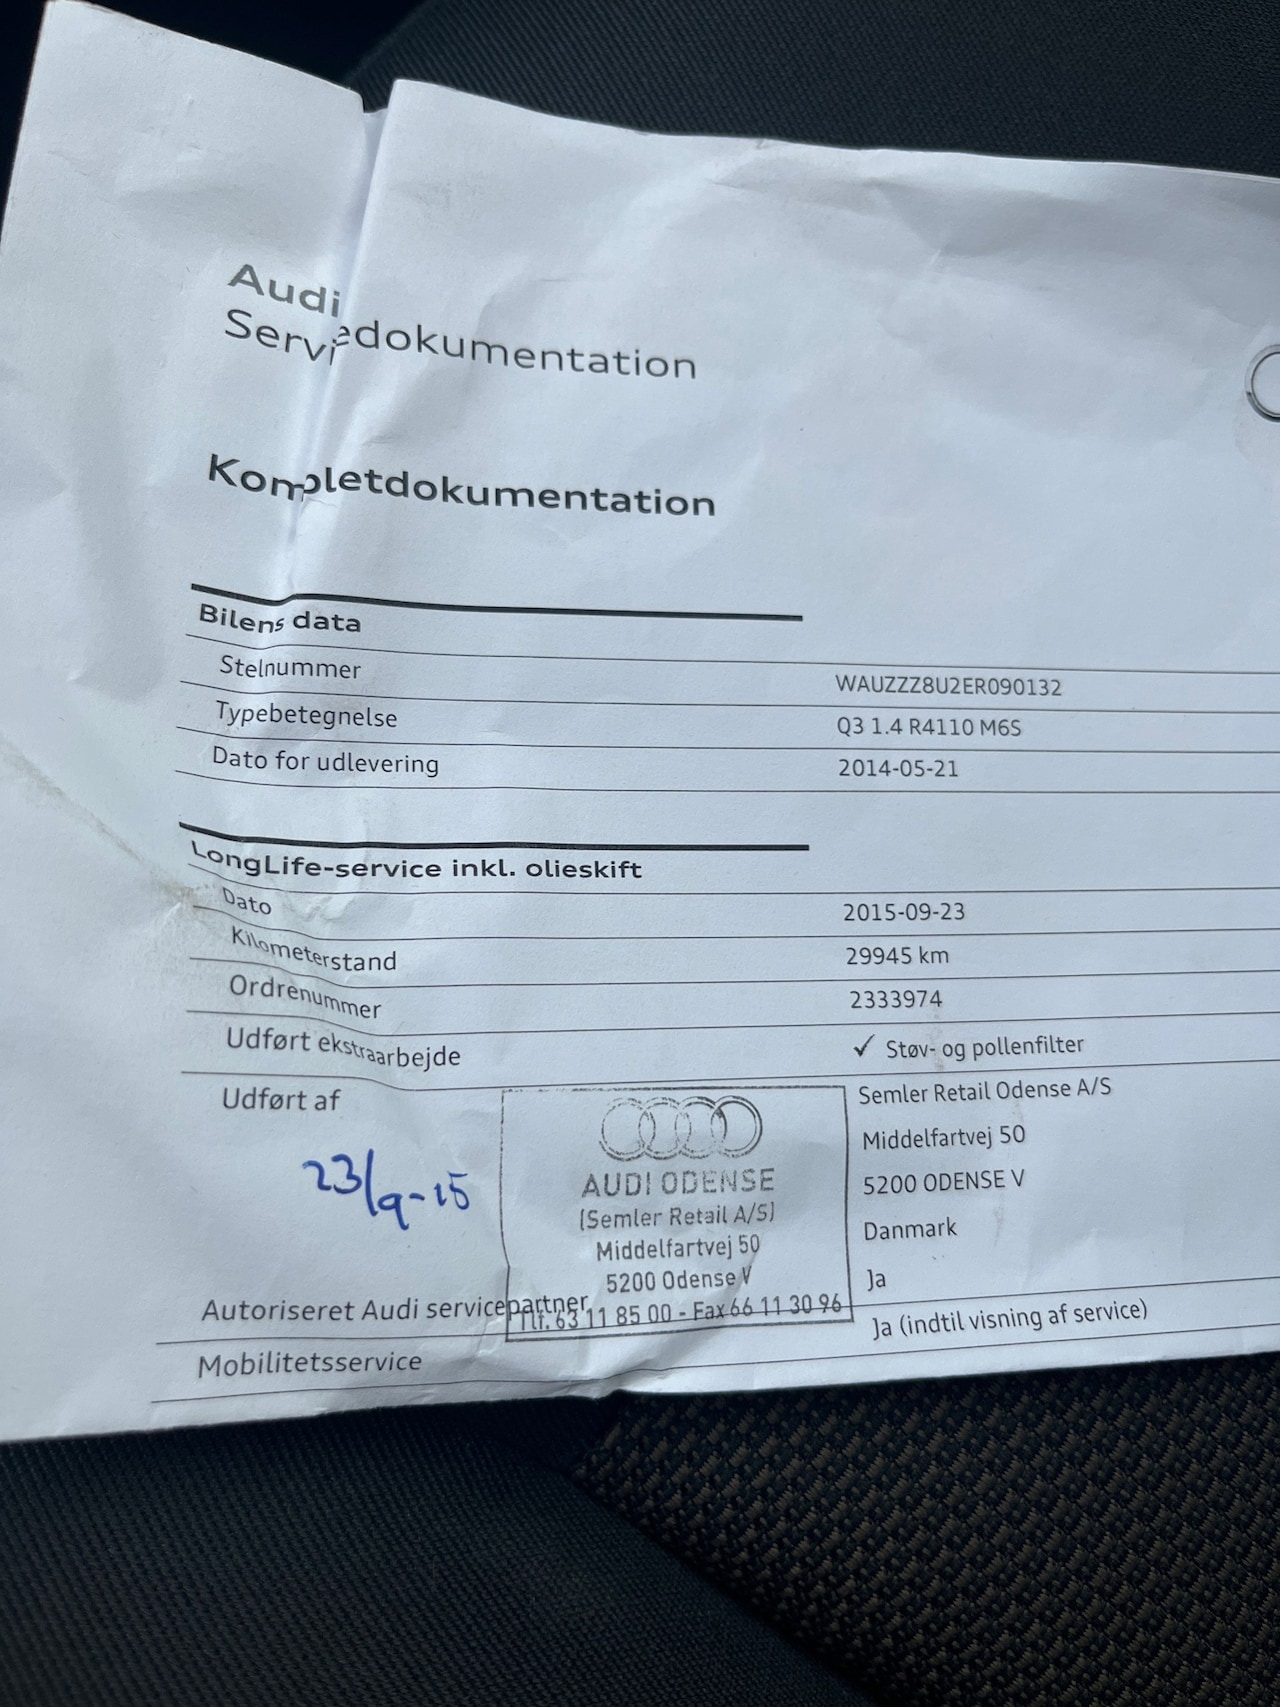 Audi
Servicedokumentation
Kompletdokumentation
Bilens data
Stelnummer WAUZZZ8U2ER090132
Typebetegnelse Q3 1.4 R4110 M6S
Dato for udlevering 2014-05-21
LongLife-service inkl. olieskift
Dato 2015-09-23
Kilometerstand 29945 km
Ordrenummer 2333974
Udført ekstraarbejde ✓ Støv- og pollenfilter
Udført af Semler Retail Odense A/S
Middelfartvej 50
5200 ODENSE V
Danmark
23/9-15
AUDI ODENSE
(Semler Retail A/S)
Middelfartvej 50
5200 Odense V
Tlf. 63 11 85 00 - Fax 66 11 30 96
Autoriseret Audi servicepartner Ja
Mobilitetsservice Ja (indtil visning af service)